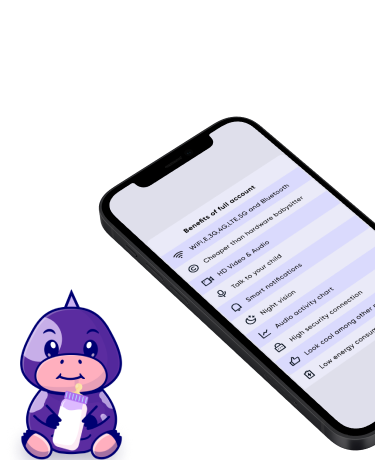 Benefits of full account
WiFi,E,3G,4G,LTE,5G and Bluetooth
Cheaper than hardware babysitter
HD Video & Audio
Talk to your child
Smart notifications
Night vision
Audio activity chart
High security connection
Look cool among other
Low energy